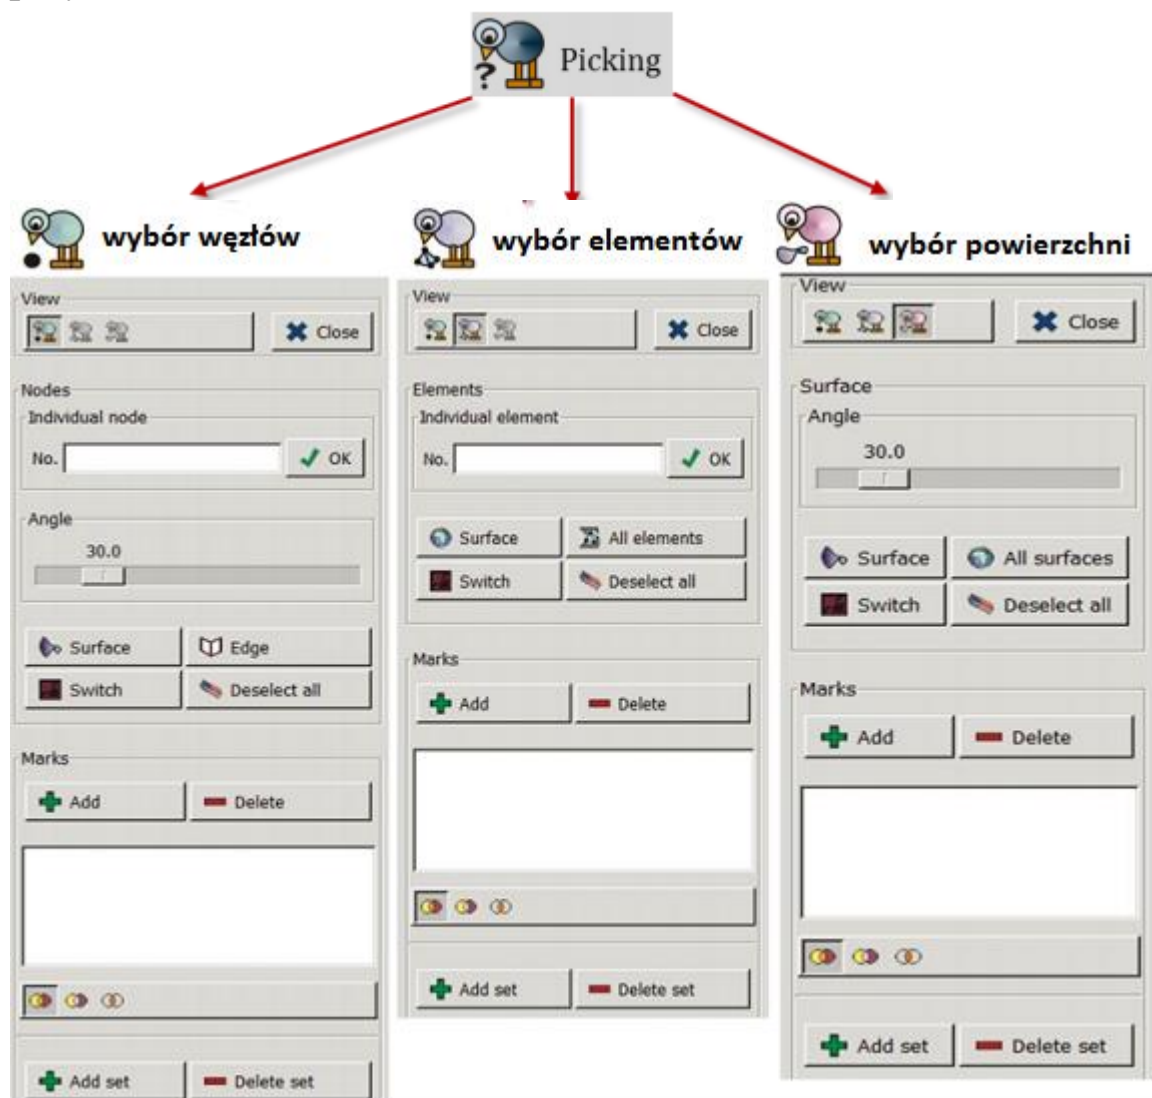 Picking
wybór węzłów
View
Close
Nodes
Individual node
No.
OK
Angle
30.0
Surface
Edge
Switch
Deselect all
Marks
Add
Delete
Add set
Delete set
wybór elementów
View
Close
Elements
Individual element
No.
OK
Surface
All elements
Switch
Deselect all
Marks
Add
Delete
Add set
Delete set
wybór powierzchni
View
Close
Surface
Angle
30.0
Surface
All surfaces
Switch
Deselect all
Marks
Add
Delete
Add set
Delete set